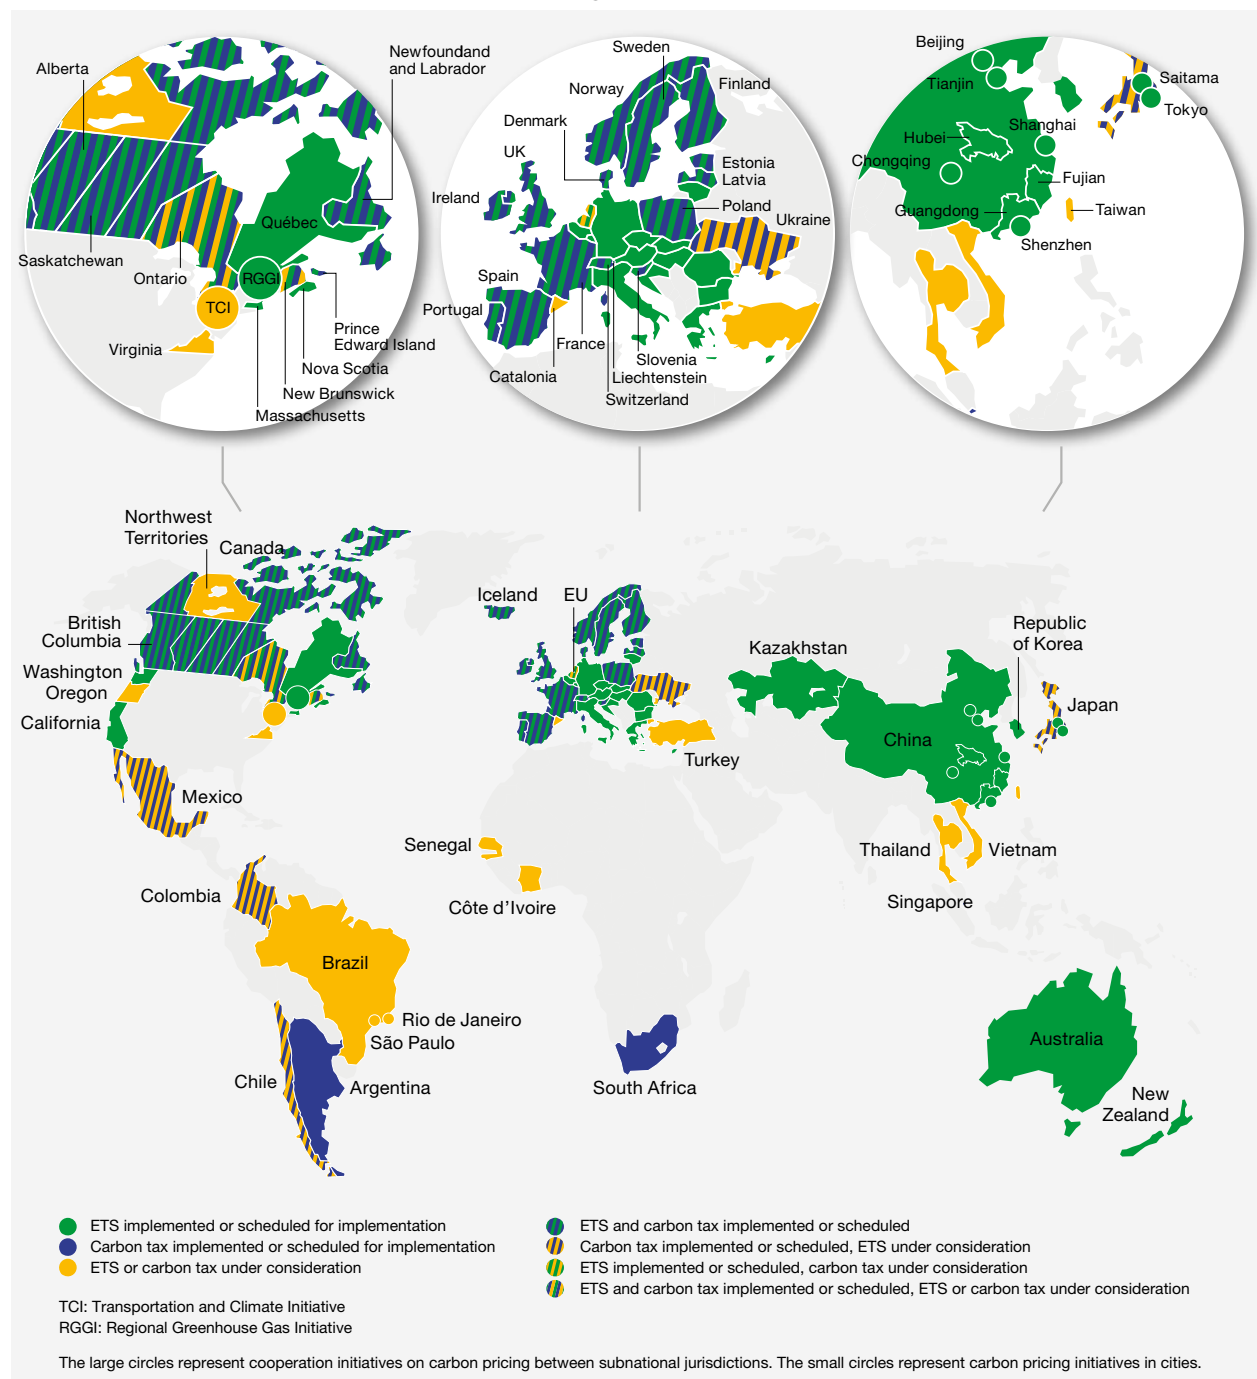 Alberta
Newfoundand
and Labrador
Québec
Saskatchewan
Ontario
RGGI
TCI
Virginia
Prince
Edward Island
Nova Scotia
New Brunswick
Massachusetts
Sweden
Norway
Finland
Denmark
UK
Estonia
Latvia
Ireland
Poland
Ukraine
Spain
Portugal
France
Slovenia
Catalonia
Liechtenstein
Switzerland
Beijing
Tianjin
Saitama
Tokyo
Shanghai
Hubei
Chongqing
Fujian
Guangdong
Taiwan
Shenzhen
Northwest
Territories
Canada
British
Columbia
Washington
Oregon
California
Mexico
Iceland
EU
Kazakhstan
Republic
of Korea
Japan
China
Turkey
Senegal
Côte d’Ivoire
Thailand
Vietnam
Singapore
Colombia
Brazil
Rio de Janeiro
São Paulo
Chile
Argentina
South Africa
Australia
New
Zealand
ETS implemented or scheduled for implementation
Carbon tax implemented or scheduled for implementation
ETS or carbon tax under consideration
ETS and carbon tax implemented or scheduled
Carbon tax implemented or scheduled, ETS under consideration
ETS implemented or scheduled, carbon tax under consideration
ETS and carbon tax implemented or scheduled, ETS or carbon tax under consideration
TCI: Transportation and Climate Initiative
RGGI: Regional Greenhouse Gas Initiative
The large circles represent cooperation initiatives on carbon pricing between subnational jurisdictions. The small circles represent carbon pricing initiatives in cities.